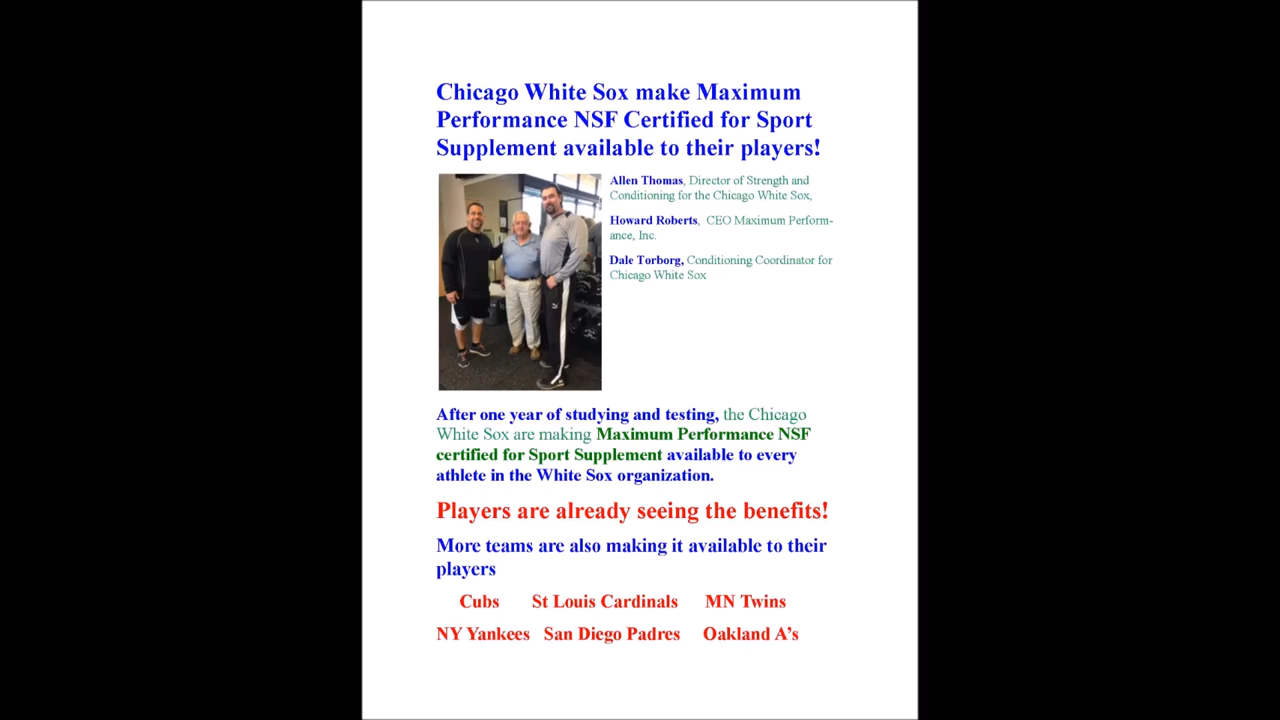 Chicago White Sox make Maximum
Performance NSF Certified for Sport
Supplement available to their players!
Allen Thomas, Director of Strength and
Conditioning for the Chicago White Sox,
Howard Roberts,  CEO Maximum Perform-
ance, Inc.
Dale Torborg, Conditioning Coordinator for
Chicago White Sox
After one year of studying and testing, the Chicago
White Sox are making Maximum Performance NSF
certified for Sport Supplement available to every
athlete in the White Sox organization.
Players are already seeing the benefits!
More teams are also making it available to their
players
Cubs St Louis Cardinals MN Twins
NY Yankees San Diego Padres Oakland A’s